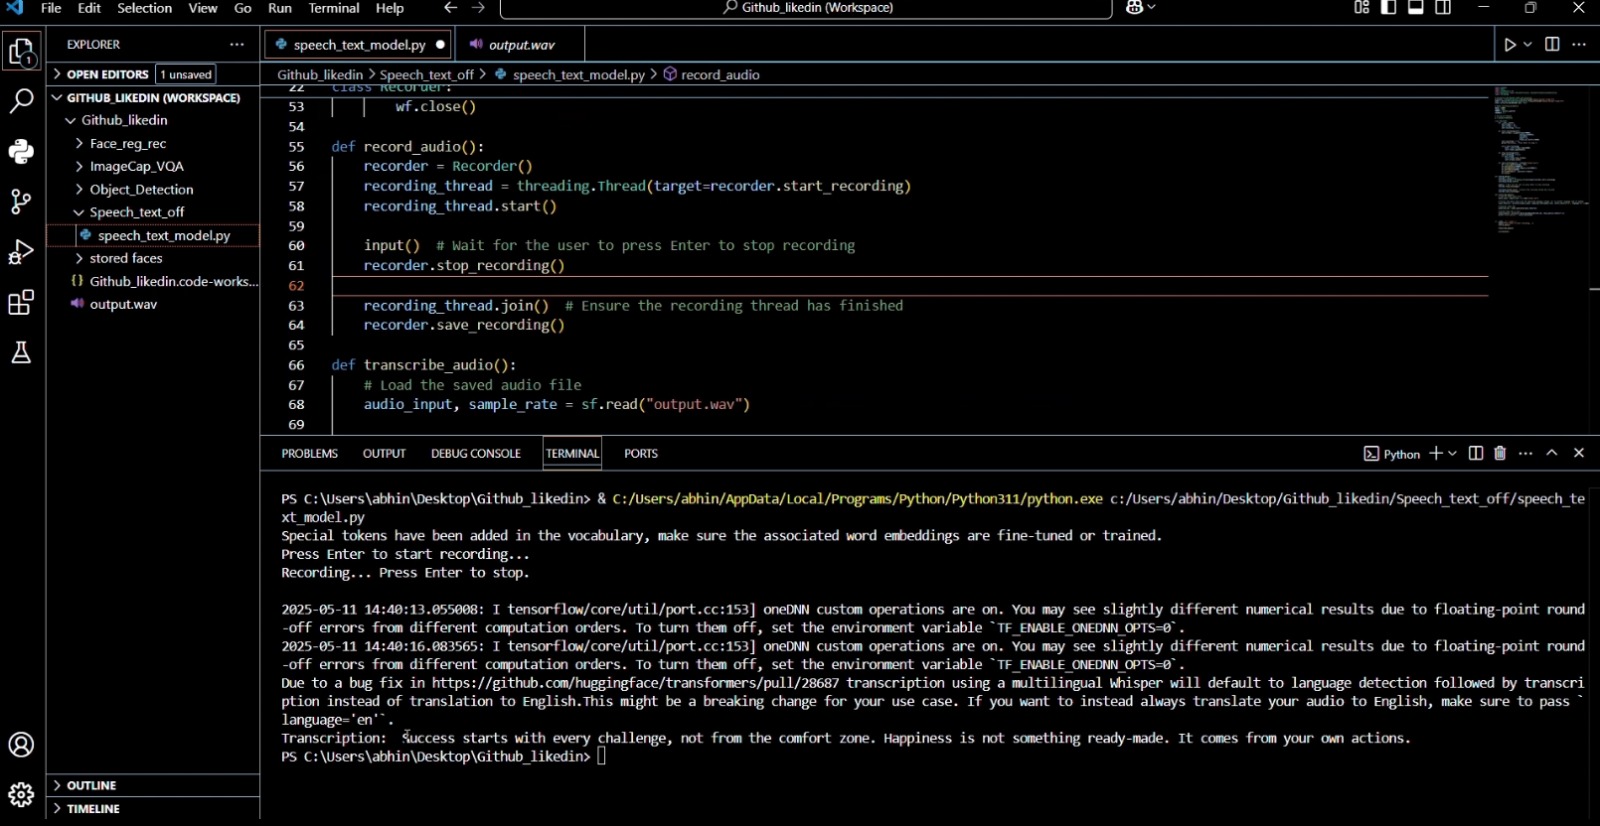 File Edit Selection View Go Run Terminal Help
Github_likedin (Workspace)
EXPLORER
speech_text_model.py
output.wav
OPEN EDITORS 1 unsaved
Github_likedin > Speech_text_off > speech_text_model.py > record_audio
GITHUB_LIKEDIN (WORKSPACE)
Github_likedin
Face_reg_rec
ImageCap_VQA
Object_Detection
Speech_text_off
speech_text_model.py
stored faces
Github_likedin.code-works...
output.wav
OUTLINE
TIMELINE
1
22 class Recorder:
53 wf.close()
54
55 def record_audio():
56 recorder = Recorder()
57 recording_thread = threading.Thread(target=recorder.start_recording)
58 recording_thread.start()
59
60 input() # Wait for the user to press Enter to stop recording
61 recorder.stop_recording()
62
63 recording_thread.join() # Ensure the recording thread has finished
64 recorder.save_recording()
65
66 def transcribe_audio():
67 # Load the saved audio file
68 audio_input, sample_rate = sf.read("output.wav")
69
PROBLEMS OUTPUT DEBUG CONSOLE TERMINAL PORTS
Python
PS C:\Users\abhin\Desktop\Github_likedin> & C:/Users/abhin/AppData/Local/Programs/Python/Python311/python.exe c:/Users/abhin/Desktop/Github_likedin/Speech_text_off/speech_te
xt_model.py
Special tokens have been added in the vocabulary, make sure the associated word embeddings are fine-tuned or trained.
Press Enter to start recording...
Recording... Press Enter to stop.
2025-05-11 14:40:13.055008: I tensorflow/core/util/port.cc:153] oneDNN custom operations are on. You may see slightly different numerical results due to floating-point round
-off errors from different computation orders. To turn them off, set the environment variable `TF_ENABLE_ONEDNN_OPTS=0`.
2025-05-11 14:40:16.083565: I tensorflow/core/util/port.cc:153] oneDNN custom operations are on. You may see slightly different numerical results due to floating-point round
-off errors from different computation orders. To turn them off, set the environment variable `TF_ENABLE_ONEDNN_OPTS=0`.
Due to a bug fix in https://github.com/huggingface/transformers/pull/28687 transcription using a multilingual Whisper will default to language detection followed by transcri
ption instead of translation to English.This might be a breaking change for your use case. If you want to instead always translate your audio to English, make sure to pass `
language='en'`.
Transcription: Success starts with every challenge, not from the comfort zone. Happiness is not something ready-made. It comes from your own actions.
PS C:\Users\abhin\Desktop\Github_likedin>